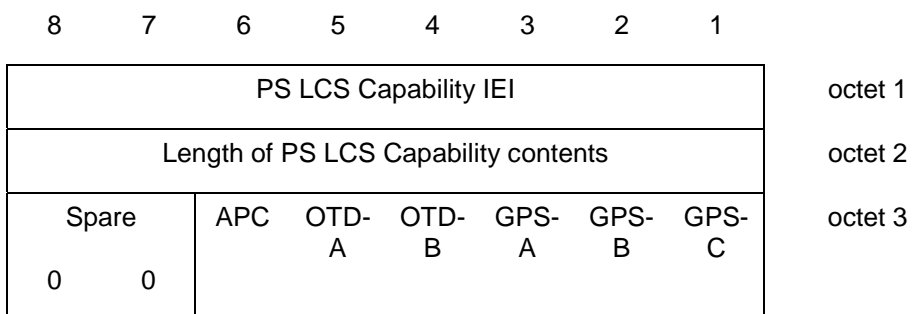 8 7 6 5 4 3 2 1
PS LCS Capability IEI octet 1
Length of PS LCS Capability contents octet 2
Spare APC OTD- OTD- GPS- GPS- GPS- octet 3
A B A B C
0 0